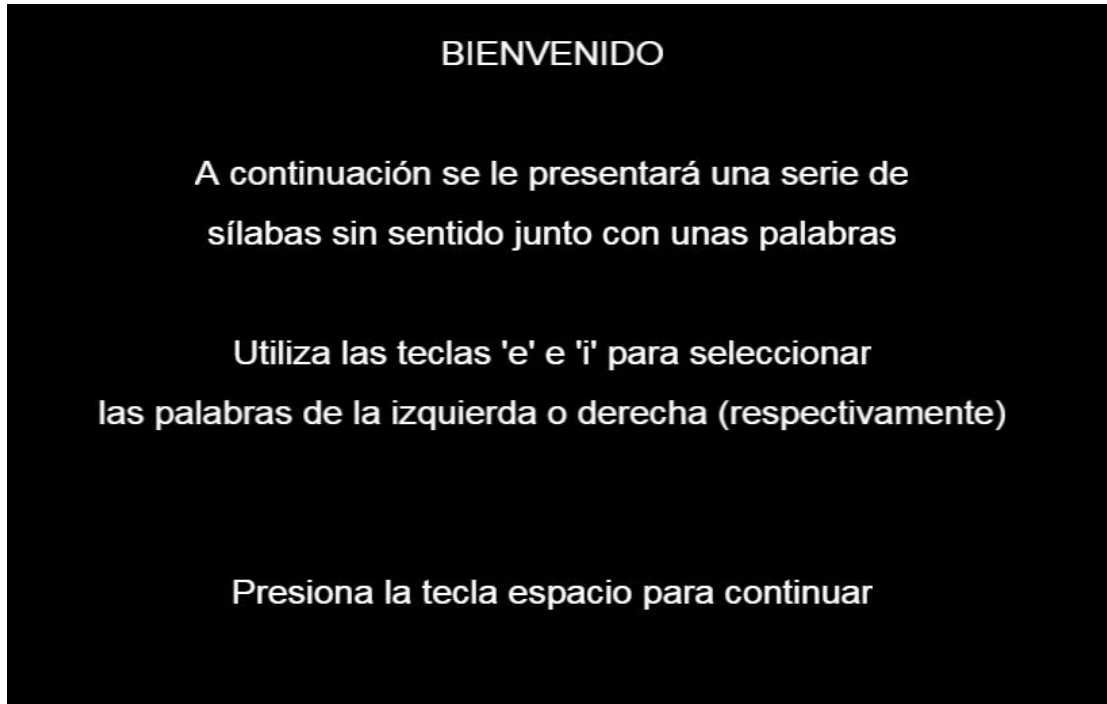 BIENVENIDO
A continuación se le presentará una serie de
sílabas sin sentido junto con unas palabras
Utiliza las teclas 'e' e 'i' para seleccionar
las palabras de la izquierda o derecha (respectivamente)
Presiona la tecla espacio para continuar